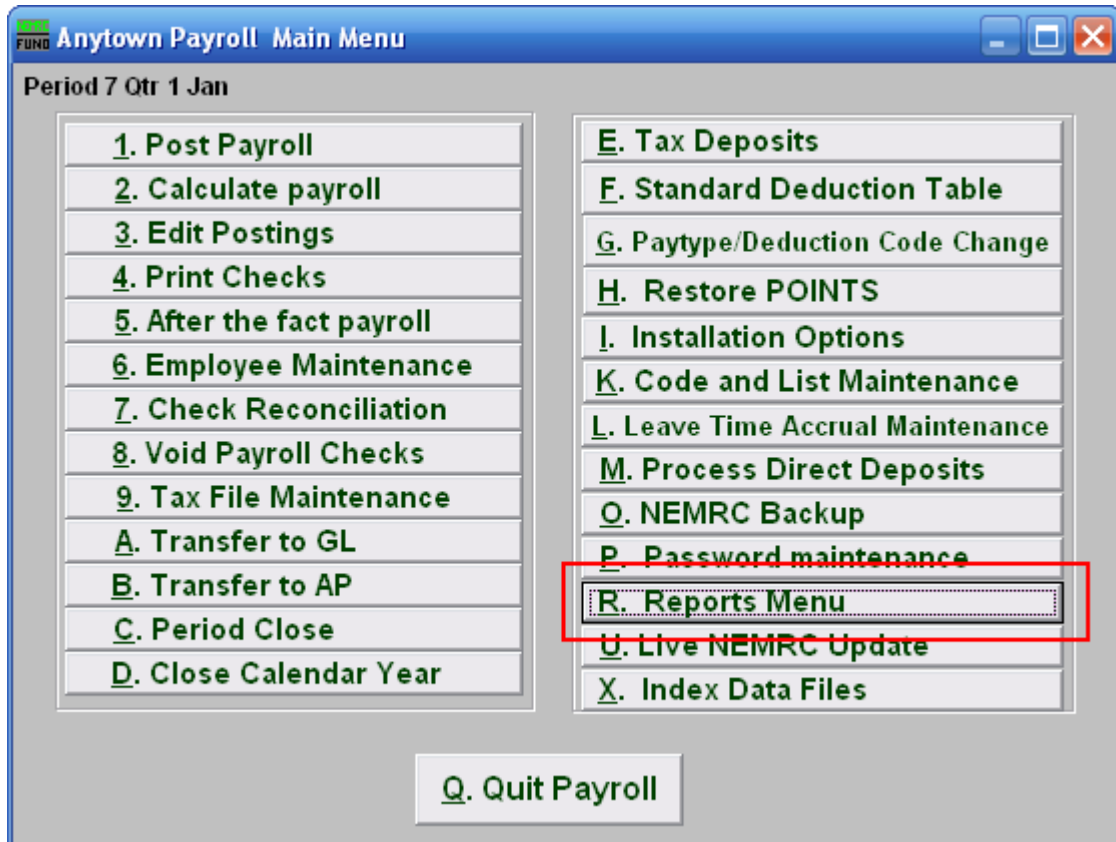 NEMRC
FUND Anytown Payroll Main Menu
Period 7 Qtr 1 Jan
1. Post Payroll
2. Calculate payroll
3. Edit Postings
4. Print Checks
5. After the fact payroll
6. Employee Maintenance
7. Check Reconciliation
8. Void Payroll Checks
9. Tax File Maintenance
A. Transfer to GL
B. Transfer to AP
C. Period Close
D. Close Calendar Year
E. Tax Deposits
F. Standard Deduction Table
G. Paytype/Deduction Code Change
H. Restore POINTS
I. Installation Options
K. Code and List Maintenance
L. Leave Time Accrual Maintenance
M. Process Direct Deposits
O. NEMRC Backup
P. Password maintenance
R. Reports Menu
U. Live NEMRC Update
X. Index Data Files
Q. Quit Payroll